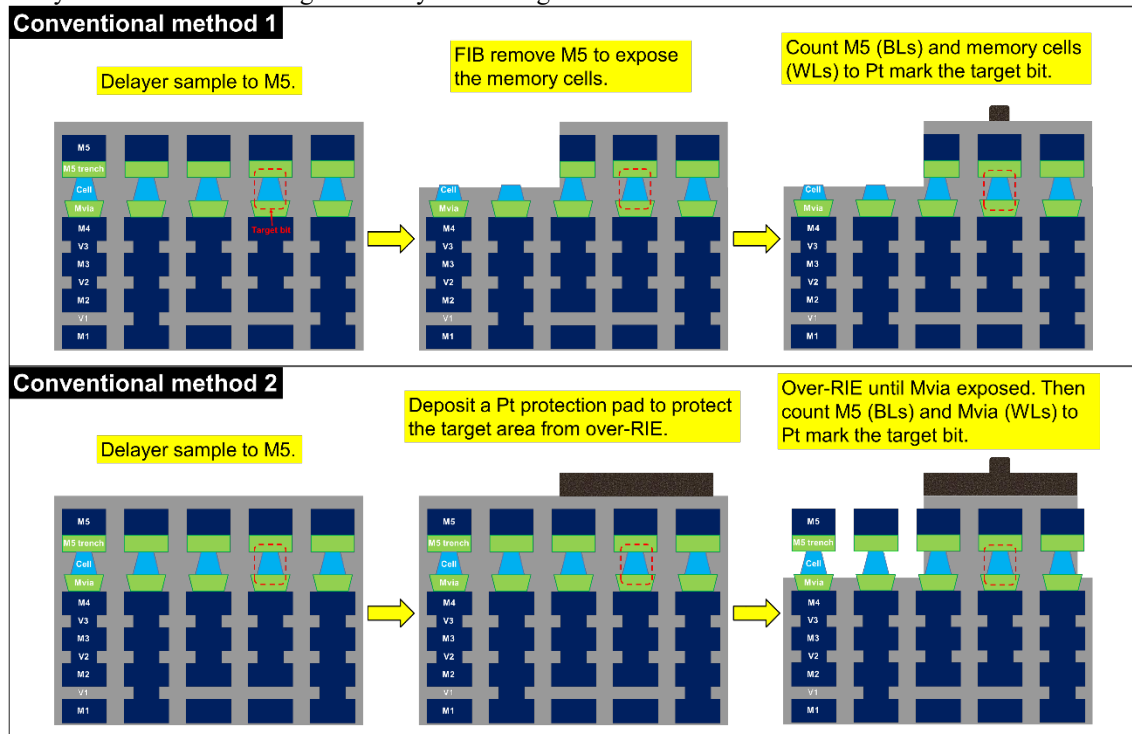 Conventional method 1
Delayer sample to M5.
FIB remove M5 to expose
the memory cells.
Count M5 (BLs) and memory cells
(WLs) to Pt mark the target bit.
M5
M5 trench
Cell
Mvia
Target bit
M4
V3
M3
V2
M2
V1
M1
Cell
Mvia
M4
V3
M3
V2
M2
V1
M1
Cell
Mvia
M4
V3
M3
V2
M2
V1
M1
Conventional method 2
Delayer sample to M5.
Deposit a Pt protection pad to protect
the target area from over-RIE.
Over-RIE until Mvia exposed. Then
count M5 (BLs) and Mvia (WLs) to
Pt mark the target bit.
M5
M5 trench
Cell
Mvia
M4
V3
M3
V2
M2
V1
M1
M5
M5 trench
Cell
Mvia
M4
V3
M3
V2
M2
V1
M1
M5
M5 trench
Cell
Mvia
M4
V3
M3
V2
M2
V1
M1